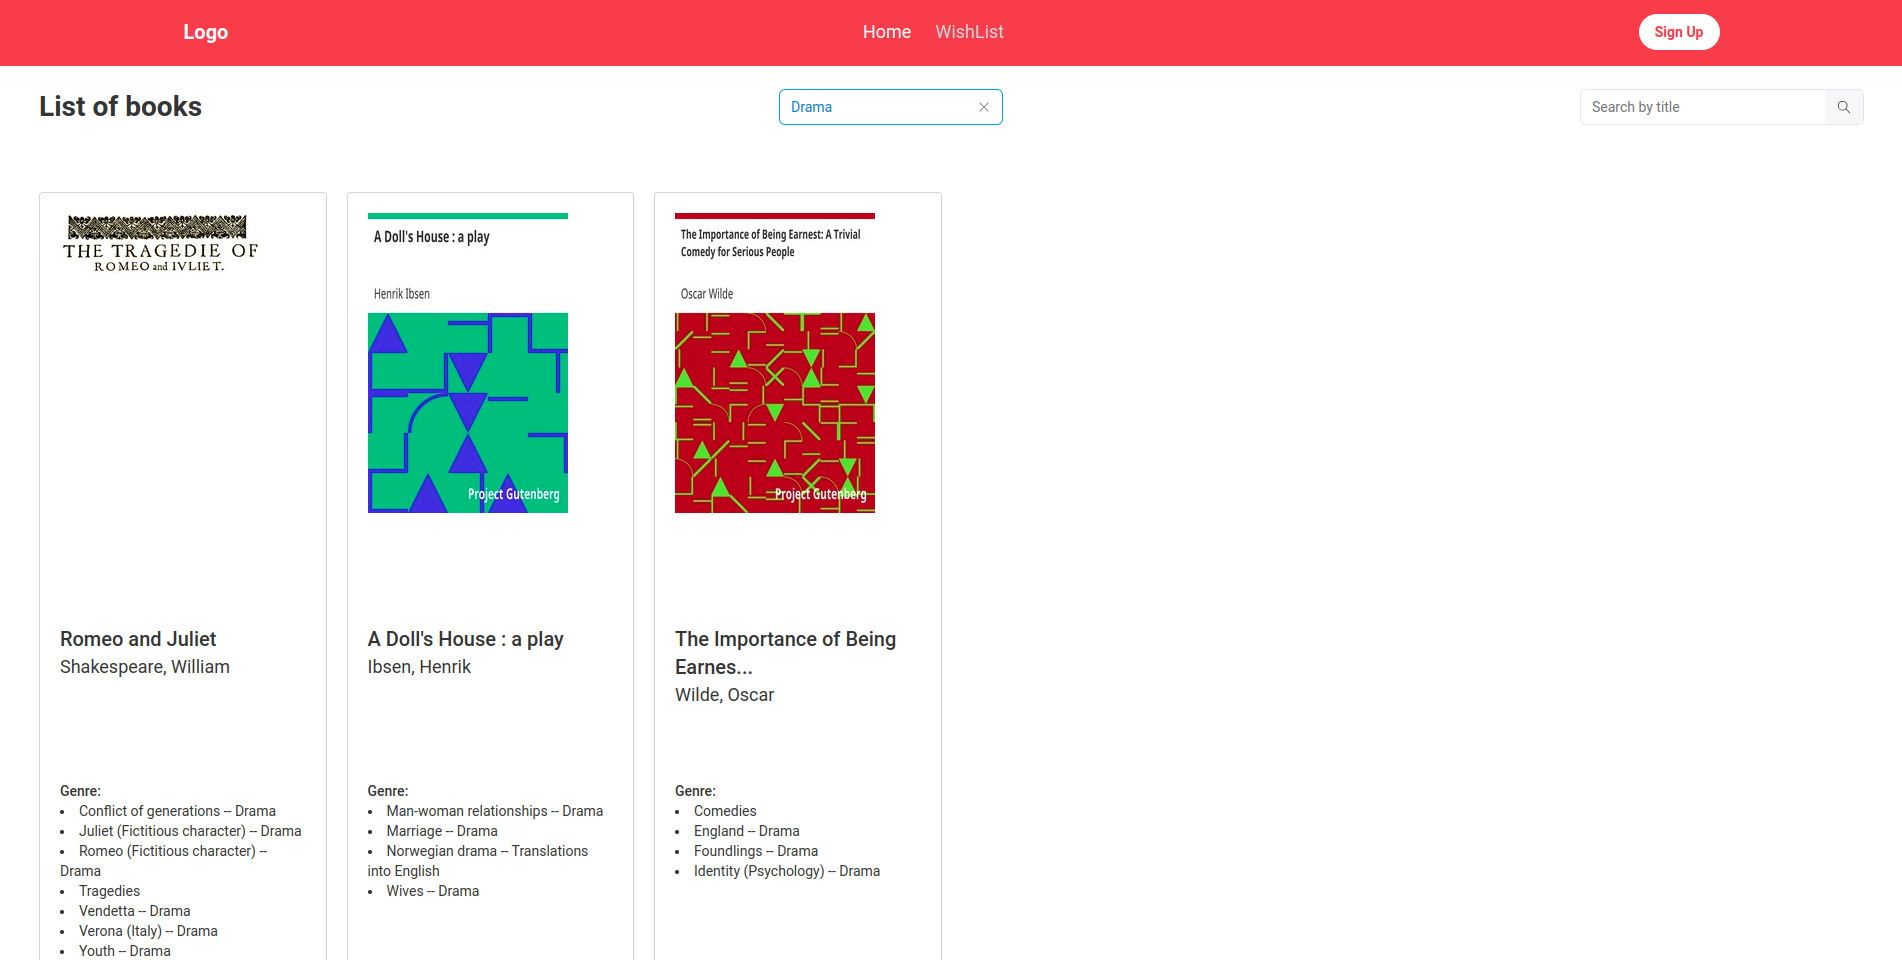 Logo
Home
WishList
Sign Up
List of books
Drama
Search by title
THE TRAGEDIE OF
ROMEO and IVLIET.
Romeo and Juliet
Shakespeare, William
Genre:
• Conflict of generations -- Drama
• Juliet (Fictitious character) -- Drama
• Romeo (Fictitious character) --
Drama
• Tragedies
• Vendetta -- Drama
• Verona (Italy) -- Drama
• Youth -- Drama
A Doll's House : a play
Henrik Ibsen
Project Gutenberg
A Doll's House : a play
Ibsen, Henrik
Genre:
• Man-woman relationships -- Drama
• Marriage -- Drama
• Norwegian drama -- Translations
into English
• Wives -- Drama
The Importance of Being Earnest: A Trivial
Comedy for Serious People
Oscar Wilde
Project Gutenberg
The Importance of Being
Earnes...
Wilde, Oscar
Genre:
• Comedies
• England -- Drama
• Foundlings -- Drama
• Identity (Psychology) -- Drama